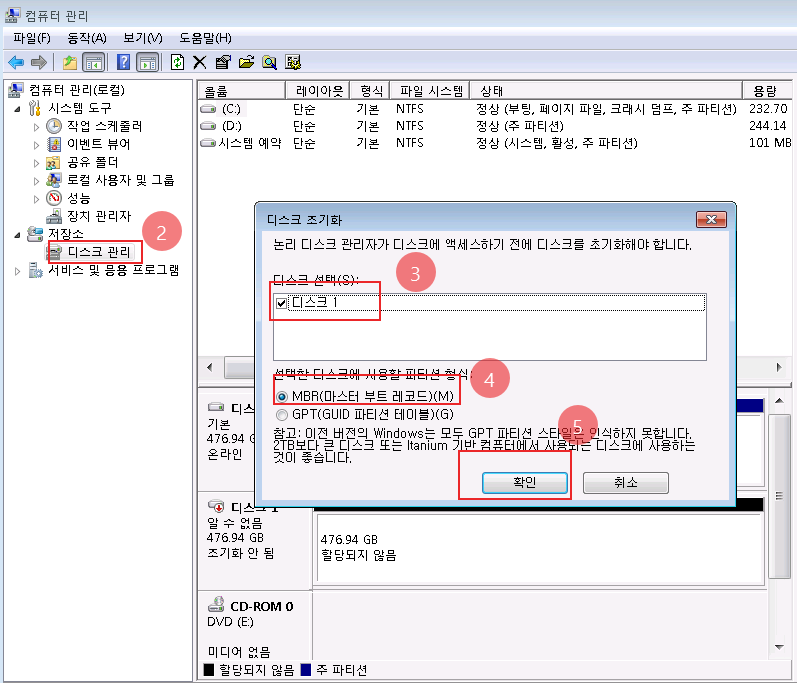 컴퓨터 관리
파일(F) 동작(A) 보기(V) 도움말(H)
컴퓨터 관리(로컬)
시스템 도구
작업 스케줄러
이벤트 뷰어
공유 폴더
로컬 사용자 및 그룹
성능
장치 관리자
저장소
디스크 관리
서비스 및 응용 프로그램
2
볼륨 레이아웃 형식 파일 시스템 상태 용량
(C:) 단순 기본 NTFS 정상 (부팅, 페이지 파일, 크래시 덤프, 주 파티션) 232.70
(D:) 단순 기본 NTFS 정상 (주 파티션) 244.14
시스템 예약 단순 기본 NTFS 정상 (시스템, 활성, 주 파티션) 101 MB
디스크 조기화
논리 디스크 관리자가 디스크에 액세스하기 전에 디스크를 초기화해야 합니다.
디스크 선택(S):
3
디스크 1
선택한 디스크에 사용할 파티션 형식:
4
MBR(마스터 부트 레코드)(M)
GPT(GUID 파티션 테이블)(G)
5
참고: 이전 버전의 Windows는 모두 GPT 파티션 스타일은 인식하지 못합니다.
2TB보다 큰 디스크 또는 Itanium 기반 컴퓨터에서 사용되는 디스크에 사용하는
것이 좋습니다.
확인 취소
디스
기본
476.94 G
온라인
디스크 1
알 수 없음
476.94 GB
조기화 안 됨
476.94 GB
할당되지 않음
CD-ROM 0
DVD (E:)
미디어 없음
할당되지 않음 주 파티션